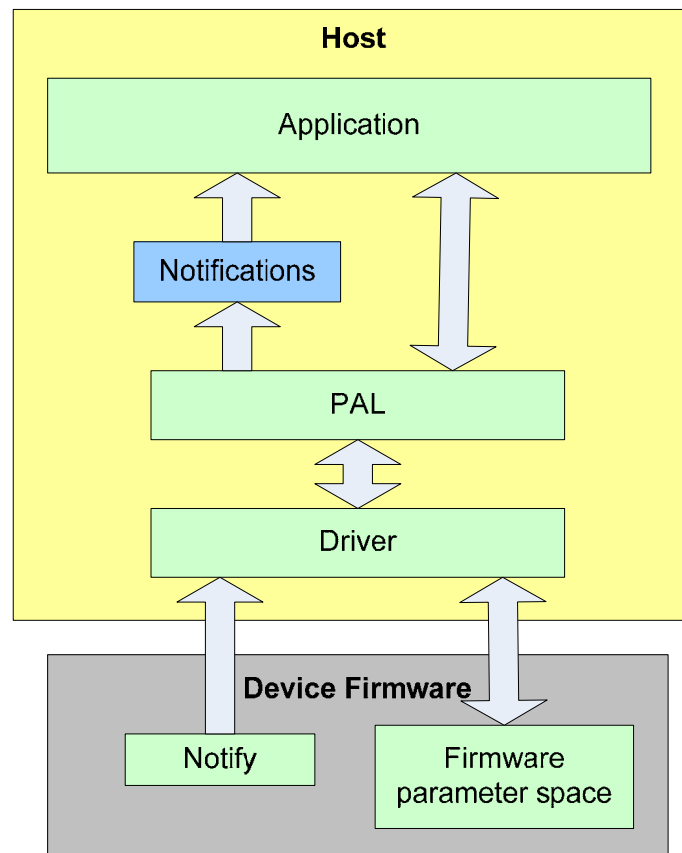 Host
Application
Notifications
PAL
Driver
Device Firmware
Notify
Firmware
parameter space